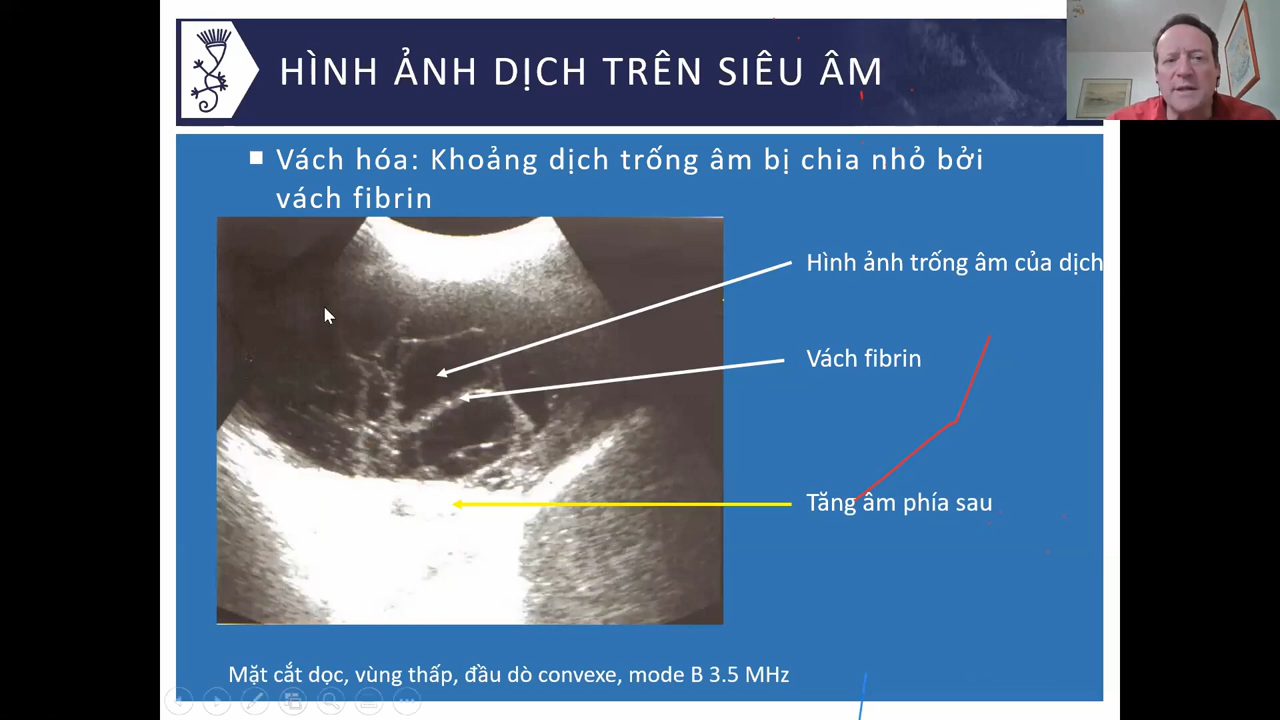 HÌNH ẢNH DỊCH TRÊN SIÊU ÂM
Vách hóa: Khoảng dịch trống âm bị chia nhỏ bởi
vách fibrin
Hình ảnh trống âm của dịch
Vách fibrin
Tăng âm phía sau
Mặt cắt dọc, vùng thấp, đầu dò convexe, mode B 3.5 MHz